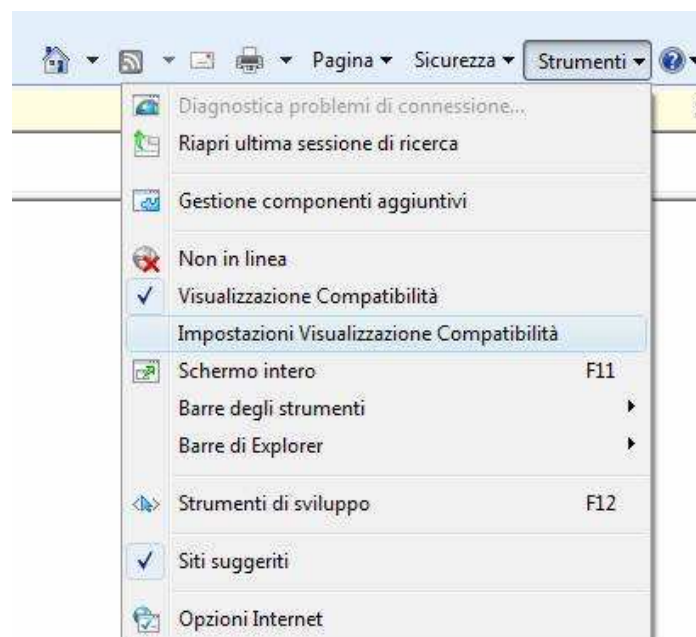 Pagina Sicurezza Strumenti
Diagnostica problemi di connessione...
Riapri ultima sessione di ricerca
Gestione componenti aggiuntivi
Non in linea
Visualizzazione Compatibilità
Impostazioni Visualizzazione Compatibilità
Schermo intero F11
Barre degli strumenti
Barre di Explorer
Strumenti di sviluppo F12
Siti suggeriti
Opzioni Internet